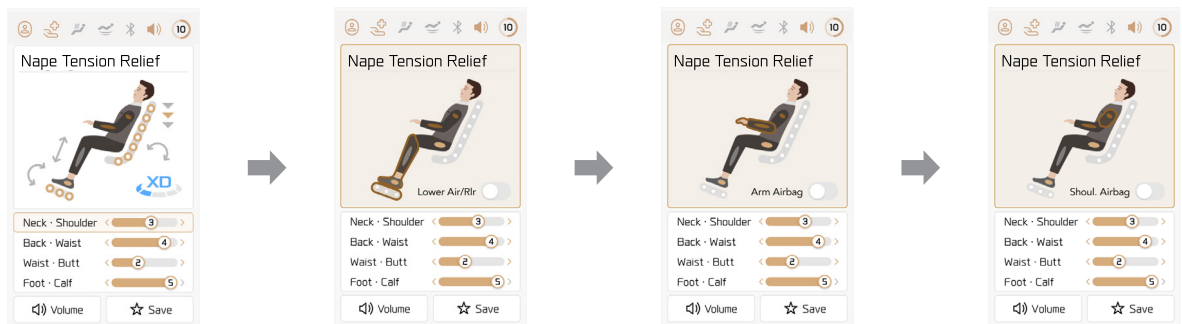 10
Nape Tension Relief
XD
Neck · Shoulder 3
Back · Waist 4
Waist · Butt 2
Foot · Calf 5
Volume Save
10
Nape Tension Relief
Lower Air/Rlr
Neck · Shoulder 3
Back · Waist 4
Waist · Butt 2
Foot · Calf 5
Volume Save
10
Nape Tension Relief
Arm Airbag
Neck · Shoulder 3
Back · Waist 4
Waist · Butt 2
Foot · Calf 5
Volume Save
10
Nape Tension Relief
Shoul. Airbag
Neck · Shoulder 3
Back · Waist 4
Waist · Butt 2
Foot · Calf 5
Volume Save